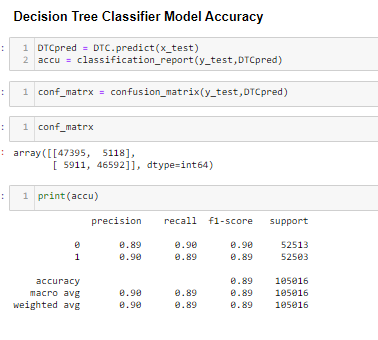 Decision Tree Classifier Model Accuracy
: 1 DTCpred = DTC.predict(x_test)
2 accu = classification_report(y_test,DTCpred)
: 1 conf_matrx = confusion_matrix(y_test,DTCpred)
: 1 conf_matrx
: array([[47395, 5118],
[ 5911, 46592]], dtype=int64)
: 1 print(accu)
precision recall f1-score support
0 0.89 0.90 0.90 52513
1 0.90 0.89 0.89 52503
accuracy 0.89 105016
macro avg 0.90 0.89 0.89 105016
weighted avg 0.90 0.89 0.89 105016